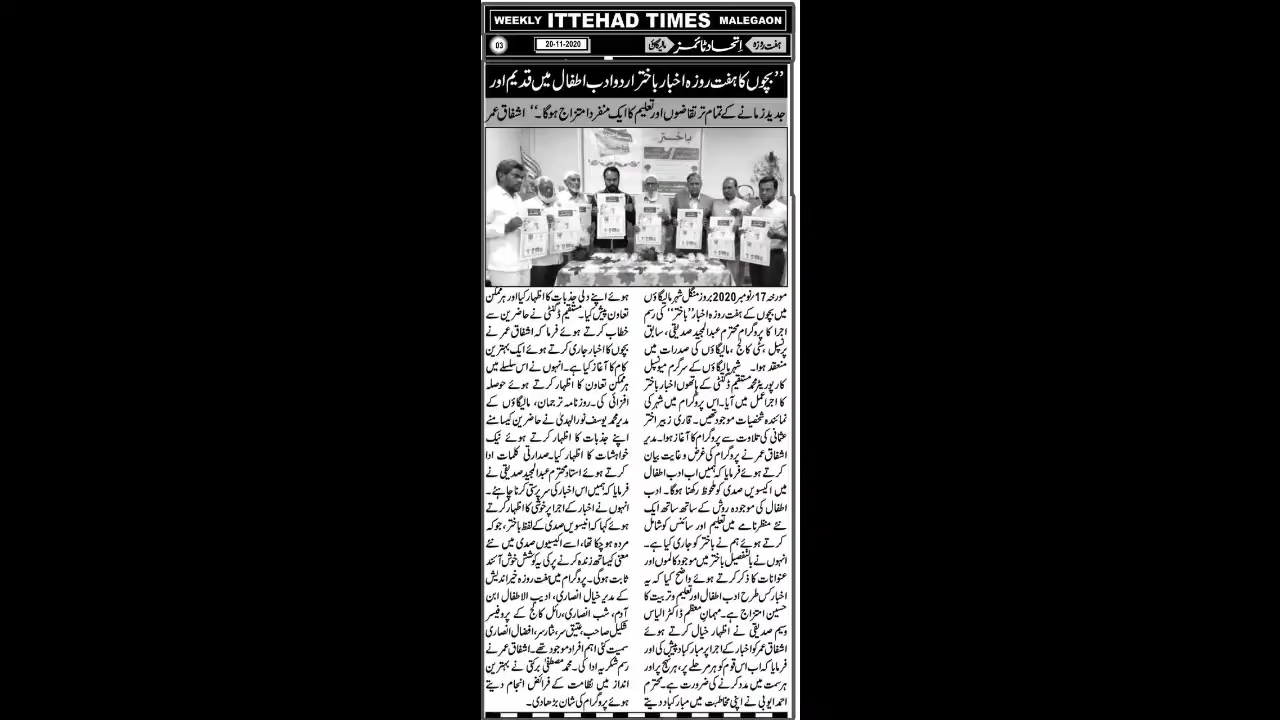 WEEKLY ITTEHAD TIMES MALEGAON
03
20-11-2020
ہفت روزہ اِتحاد ٹائمز مالیگاؤں
’’بچوں کا ہفت روزہ اخبار باختر اردو ادب اطفال میں قدیم اور
جدید زمانے کے تمام تر تقاضوں اور تعلیم کا ایک منفرد امتزاج ہوگا۔‘‘ اشفاق عمر
باختر
مورخہ 17/نومبر 2020 بروز منگل شہر مالیگاؤں
میں بچوں کے ہفت روزہ اخبار ’’باختر‘‘ کی رسم
اجرا کا پروگرام محترم عبدالمجید صدیقی، سابق
پرنسپل سٹی کالج، مالیگاؤں کی صدارت میں
منعقد ہوا۔ شہر مالیگاؤں کے سرگرم میونسپل
کارپوریٹر محمد مستقیم ڈگنٹی کے ہاتھوں اخبار باختر
کا اجرا عمل میں آیا۔ اس پروگرام میں شہر کی
نمائندہ شخصیات موجود تھیں۔ قاری زبیر اختر
عثمانی کی تلاوت سے پروگرام کا آغاز ہوا۔ مدیر
اشفاق عمر نے پروگرام کی غرض و غایت بیان
کرتے ہوئے فرمایا کہ ہمیں اب ادب اطفال
میں اکیسویں صدی کو ملحوظ رکھنا ہوگا۔ ادب
اطفال کی موجودہ روش کے ساتھ ساتھ ایک
نئے منظرنامے میں تعلیم اور سائنس کو شامل
کرتے ہوئے ہم نے باختر کو جاری کیا ہے۔
انہوں نے بالتفصیل باختر میں موجود کالموں اور
عنوانات کا ذکر کرتے ہوئے واضح کیا کہ یہ
اخبار کس طرح ادب اطفال اور تعلیم و تربیت کا
حسین امتزاج ہے۔ مہمانِ معظم ڈاکٹر الیاس
وسیم صدیقی نے اظہار خیال کرتے ہوئے
اشفاق عمر کو اخبار کے اجرا پر مبارکباد پیش کی اور
فرمایا کہ اب اس قوم کو ہر مرحلے پر، ہر نہج پر اور
ہر سمت میں مدد کرنے کی ضرورت ہے۔ محترم
احمد ایوبی نے اپنی مخاطبت میں مبارکباد دیتے
ہوئے اپنے دلی جذبات کا اظہار کیا اور ہر ممکن
تعاون پیش کیا۔ مستقیم ڈگنٹی نے حاضرین سے
خطاب کرتے ہوئے فرما کہ اشفاق عمر نے
بچوں کا اخبار جاری کرتے ہوئے ایک بہترین
کام کا آغاز کیا ہے۔ انہوں نے اس سلسلے میں
ہر ممکن تعاون کا اظہار کرتے ہوئے حوصلہ
افزائی کی۔ روزنامہ ترجمان، مالیگاؤں کے
مدیر محمد یوسف نورالہدیٰ نے حاضرین کیسامنے
اپنے جذبات کا اظہار کرتے ہوئے نیک
خواہشات کا اظہار کیا۔ صدارتی کلمات ادا
کرتے ہوئے استاد محترم عبدالمجید صدیقی نے
فرمایا کہ ہمیں اس اخبار کی سرپرستی کرنا چاہئے۔
انہوں نے اخبار کے اجرا پر خوشی کا اظہار کرتے
ہوئے کہا کہ انیسویں صدی کے لفظ باختر، جو کہ
مردہ ہو چکا تھا، اسے اکیسویں صدی میں نئے
معنی کیساتھ زندہ کرنے پر کی یہ کوشش خوش آئند
ثابت ہوگی۔ پروگرام میں ہفت روزہ خیر اندیش
کے مدیر خیال انصاری، ادیب الاطفال ابن
آدم، شب انصاری، رائل کالج کے پروفیسر
شکیل صاحب، عتیق سر، نثار سر، افضال انصاری
سمیت کئی اہم افراد موجود تھے۔ اشفاق عمر نے
رسم شکریہ ادا کی۔ محمد مصطفیٰ برکتی نے بہترین
انداز میں نظامت کے فرائض انجام دیتے
ہوئے پروگرام کی شان بڑھا دی۔